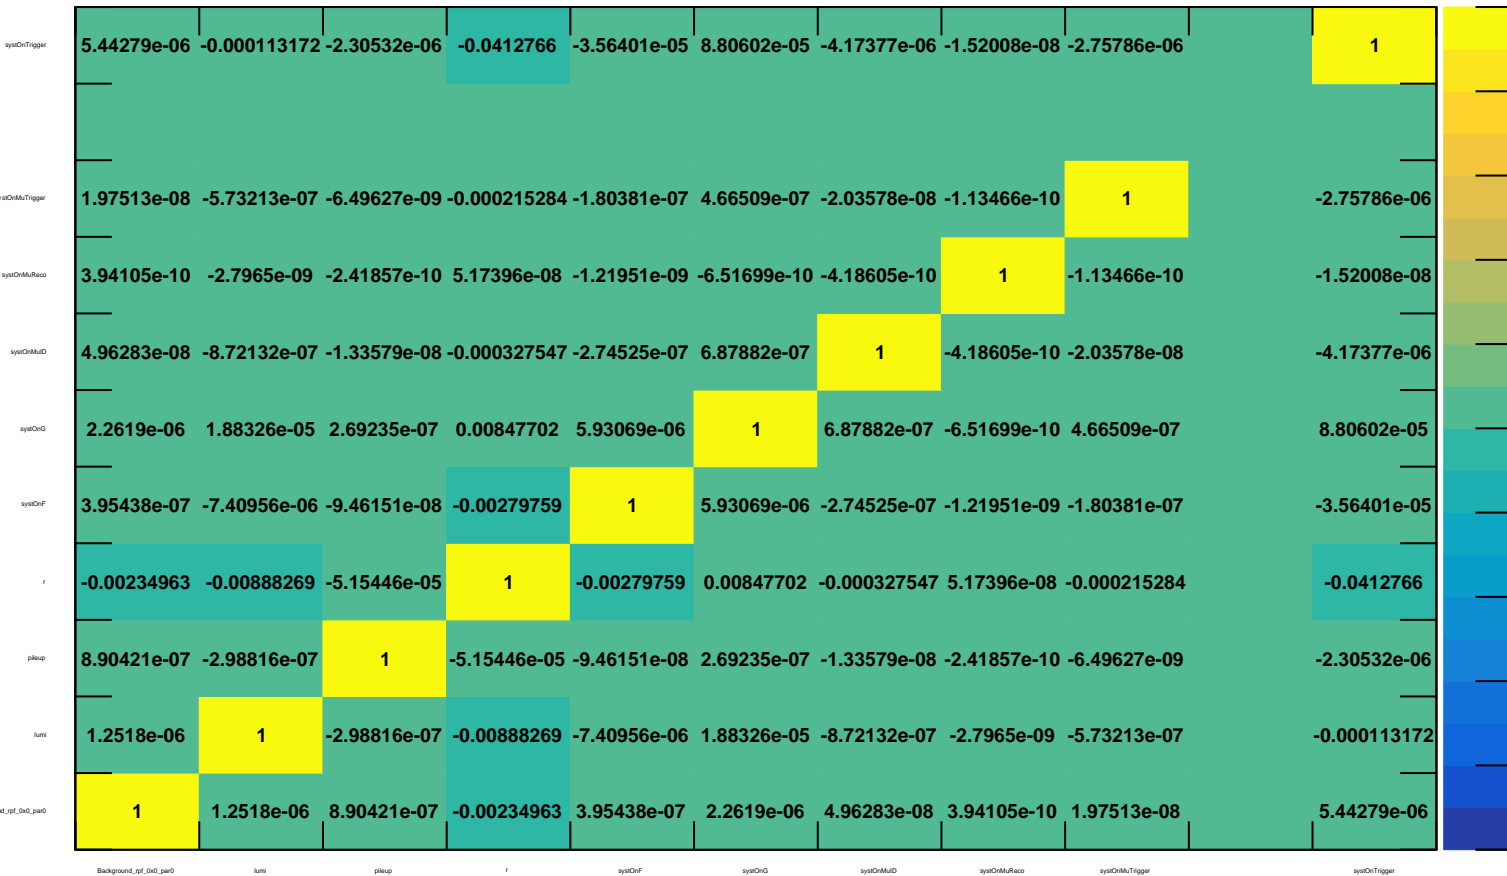 systOnTrigger 5.44279e-06 -0.000113172 -2.30532e-06 -0.0412766 -3.56401e-05 8.80602e-05 -4.17377e-06 -1.52008e-08 -2.75786e-06 1
stOnMuTrigger 1.97513e-08 -5.73213e-07 -6.49627e-09 -0.000215284 -1.80381e-07 4.66509e-07 -2.03578e-08 -1.13466e-10 1 -2.75786e-06
systOnMuReco 3.94105e-10 -2.7965e-09 -2.41857e-10 5.17396e-08 -1.21951e-09 -6.51699e-10 -4.18605e-10 1 -1.13466e-10 -1.52008e-08
systOnMuID 4.96283e-08 -8.72132e-07 -1.33579e-08 -0.000327547 -2.74525e-07 6.87882e-07 1 -4.18605e-10 -2.03578e-08 -4.17377e-06
systOnG 2.2619e-06 1.88326e-05 2.69235e-07 0.00847702 5.93069e-06 1 6.87882e-07 -6.51699e-10 4.66509e-07 8.80602e-05
systOnF 3.95438e-07 -7.40956e-06 -9.46151e-08 -0.00279759 1 5.93069e-06 -2.74525e-07 -1.21951e-09 -1.80381e-07 -3.56401e-05
r -0.00234963 -0.00888269 -5.15446e-05 1 -0.00279759 0.00847702 -0.000327547 5.17396e-08 -0.000215284 -0.0412766
pileup 8.90421e-07 -2.98816e-07 1 -5.15446e-05 -9.46151e-08 2.69235e-07 -1.33579e-08 -2.41857e-10 -6.49627e-09 -2.30532e-06
lumi 1.2518e-06 1 -2.98816e-07 -0.00888269 -7.40956e-06 1.88326e-05 -8.72132e-07 -2.7965e-09 -5.73213e-07 -0.000113172
d_rpf_0x0_par0 1 1.2518e-06 8.90421e-07 -0.00234963 3.95438e-07 2.2619e-06 4.96283e-08 3.94105e-10 1.97513e-08 5.44279e-06
Background_rpf_0x0_par0 lumi pileup r systOnF systOnG systOnMuID systOnMuReco systOnMuTrigger systOnTrigger